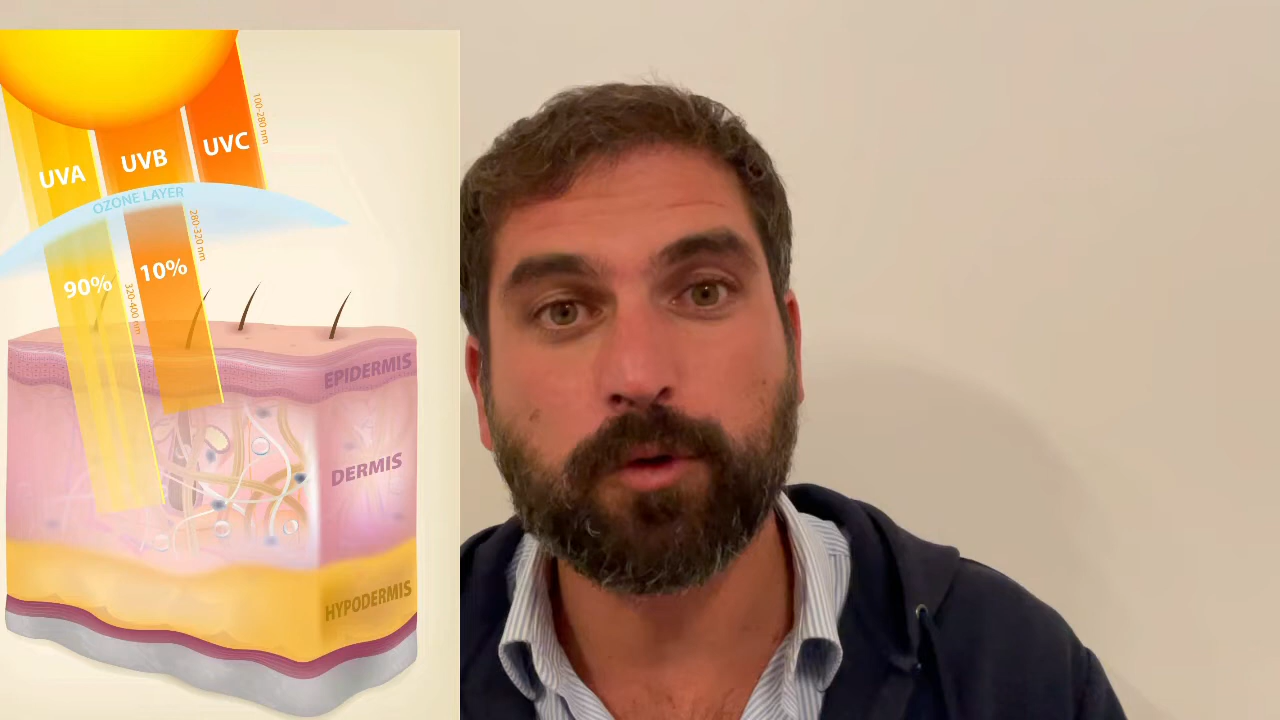 100-280 nm
UVA
UVB
UVC
OZONE LAYER
280-320 nm
90%
10%
320-400 nm
EPIDERMIS
DERMIS
HYPODERMIS